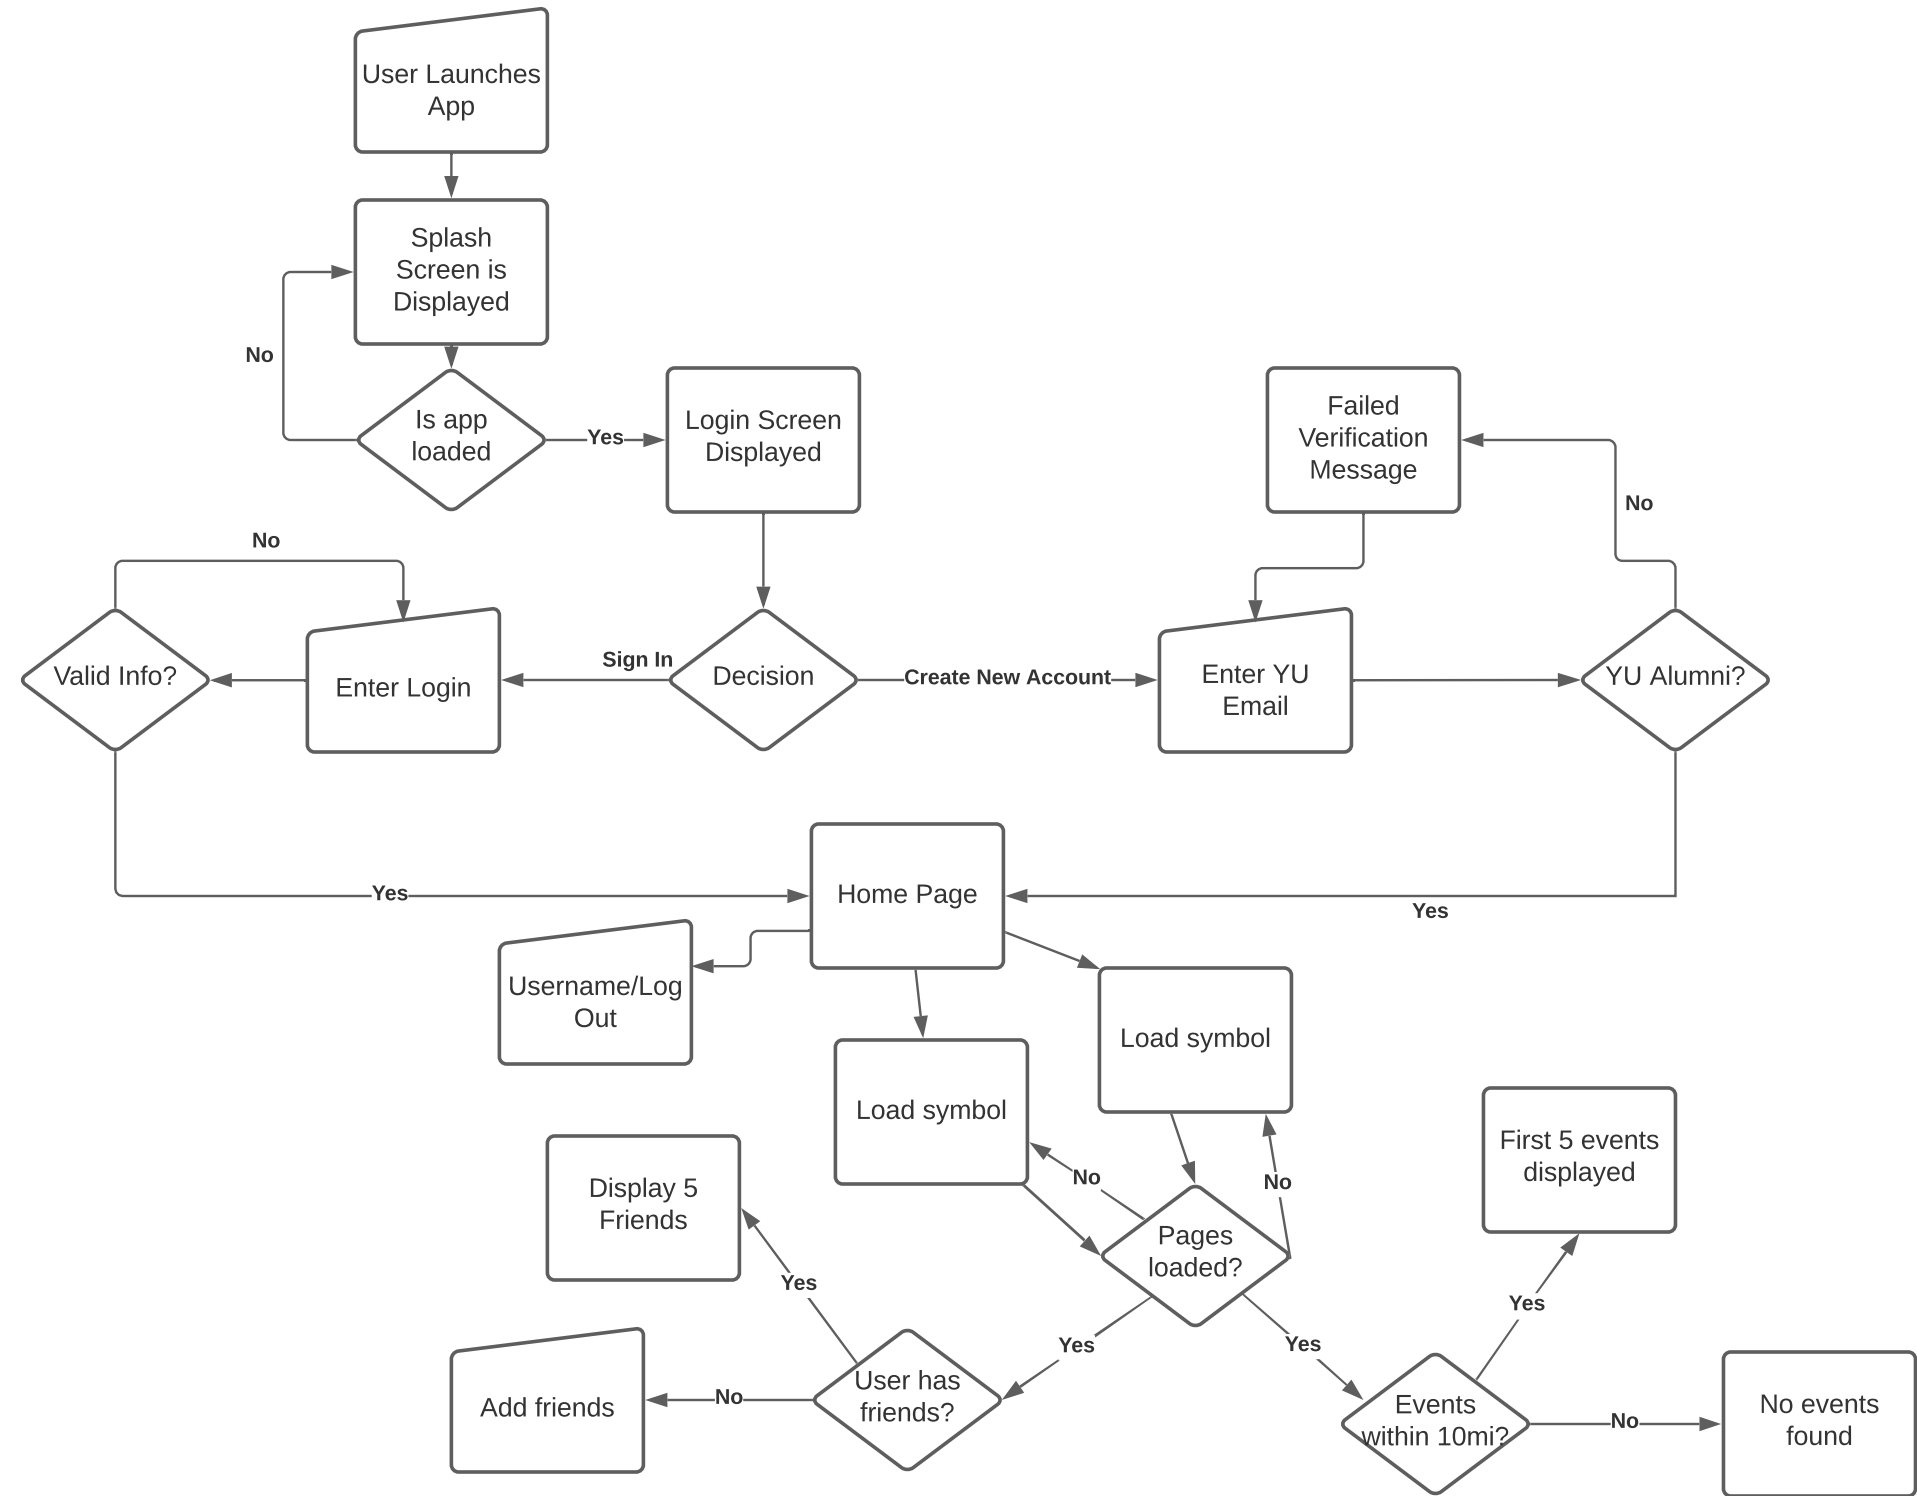 User Launches
App
Splash
Screen is
Displayed
No
Is app
loaded
Yes
Login Screen
Displayed
Failed
Verification
Message
No
No
Valid Info?
Enter Login
Sign In
Decision
Create New Account
Enter YU
Email
YU Alumni?
Yes
Home Page
Yes
Username/Log
Out
Load symbol
Load symbol
No
No
Pages
loaded?
First 5 events
displayed
Display 5
Friends
Yes
Yes
Yes
Yes
Add friends
No
User has
friends?
Events
within 10mi?
No
No events
found